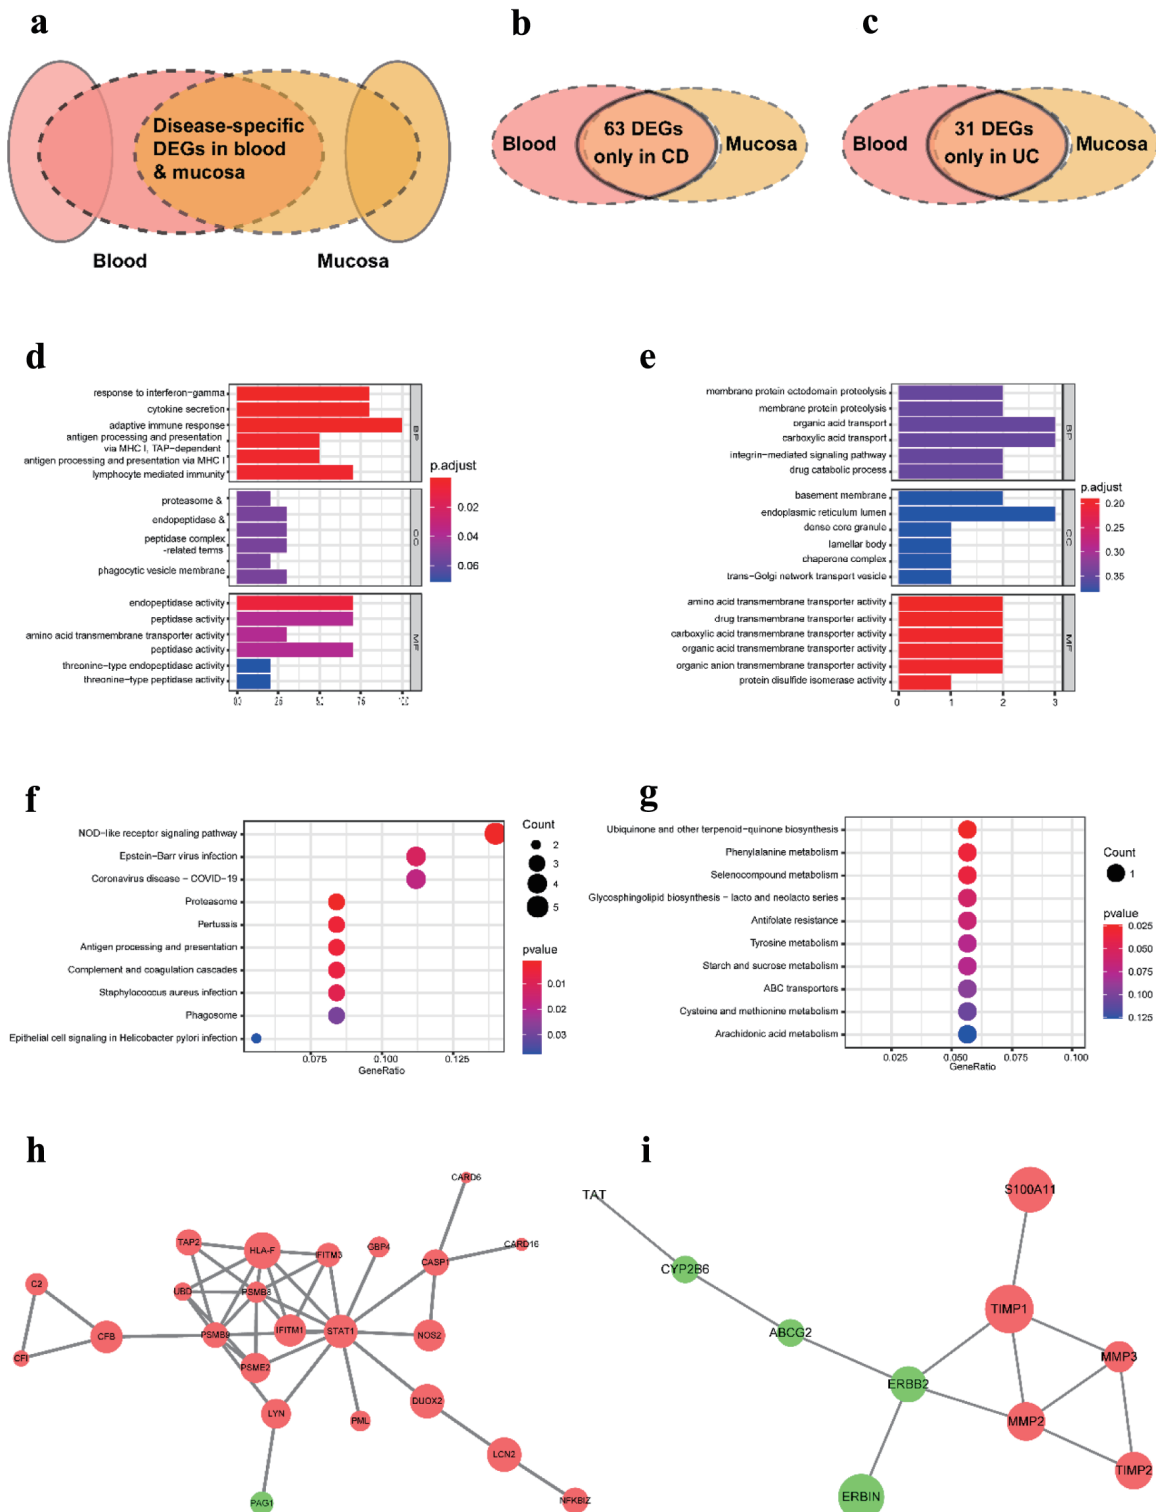 a
b
c
Disease-specific
DEGs in blood
& mucosa
Blood
Mucosa
Blood
63 DEGs
only in CD
Mucosa
Blood
31 DEGs
only in UC
Mucosa
d
response to interferon-gamma
cytokine secretion
adaptive immune response
antigen processing and presentation
via MHC I, TAP-dependent
antigen processing and presentation via MHC I
lymphocyte mediated immunity
BP
proteasome &
endopeptidase &
peptidase complex
-related terms
phagocytic vesicle membrane
CC
endopeptidase activity
peptidase activity
amino acid transmembrane transporter activity
peptidase activity
threonine-type endopeptidase activity
threonine-type peptidase activity
MF
0.0 2.5 5.0 7.5 10.0
p.adjust
0.02
0.04
0.06
e
membrane protein ectodomain proteolysis
membrane protein proteolysis
organic acid transport
carboxylic acid transport
integrin-mediated signaling pathway
drug catabolic process
BP
basement membrane
endoplasmic reticulum lumen
dense core granule
lamellar body
chaperone complex
trans-Golgi network transport vesicle
CC
amino acid transmembrane transporter activity
drug transmembrane transporter activity
carboxylic acid transmembrane transporter activity
organic acid transmembrane transporter activity
organic anion transmembrane transporter activity
protein disulfide isomerase activity
MF
0 1 2 3
p.adjust
0.20
0.25
0.30
0.35
f
NOD-like receptor signaling pathway
Epstein-Barr virus infection
Coronavirus disease - COVID-19
Proteasome
Pertussis
Antigen processing and presentation
Complement and coagulation cascades
Staphylococcus aureus infection
Phagosome
Epithelial cell signaling in Helicobacter pylori infection
0.075 0.100 0.125
GeneRatio
Count
2
3
4
5
pvalue
0.01
0.02
0.03
g
Ubiquinone and other terpenoid-quinone biosynthesis
Phenylalanine metabolism
Selenocompound metabolism
Glycosphingolipid biosynthesis - lacto and neolacto series
Antifolate resistance
Tyrosine metabolism
Starch and sucrose metabolism
ABC transporters
Cysteine and methionine metabolism
Arachidonic acid metabolism
0.025 0.050 0.075 0.100
GeneRatio
Count
1
pvalue
0.025
0.050
0.075
0.100
0.125
h
CARD6
TAP2
HLA-F
IFITM3
GBP4
CARD16
CASP1
C2
UBD
PSMB8
CFB
PSMB9
IFITM1
STAT1
NOS2
CFI
PSME2
DUOX2
LYN
PML
LCN2
PAG1
NFKBIZ
i
TAT
S100A11
CYP2B6
TIMP1
ABCG2
MMP3
ERBB2
MMP2
TIMP2
ERBIN